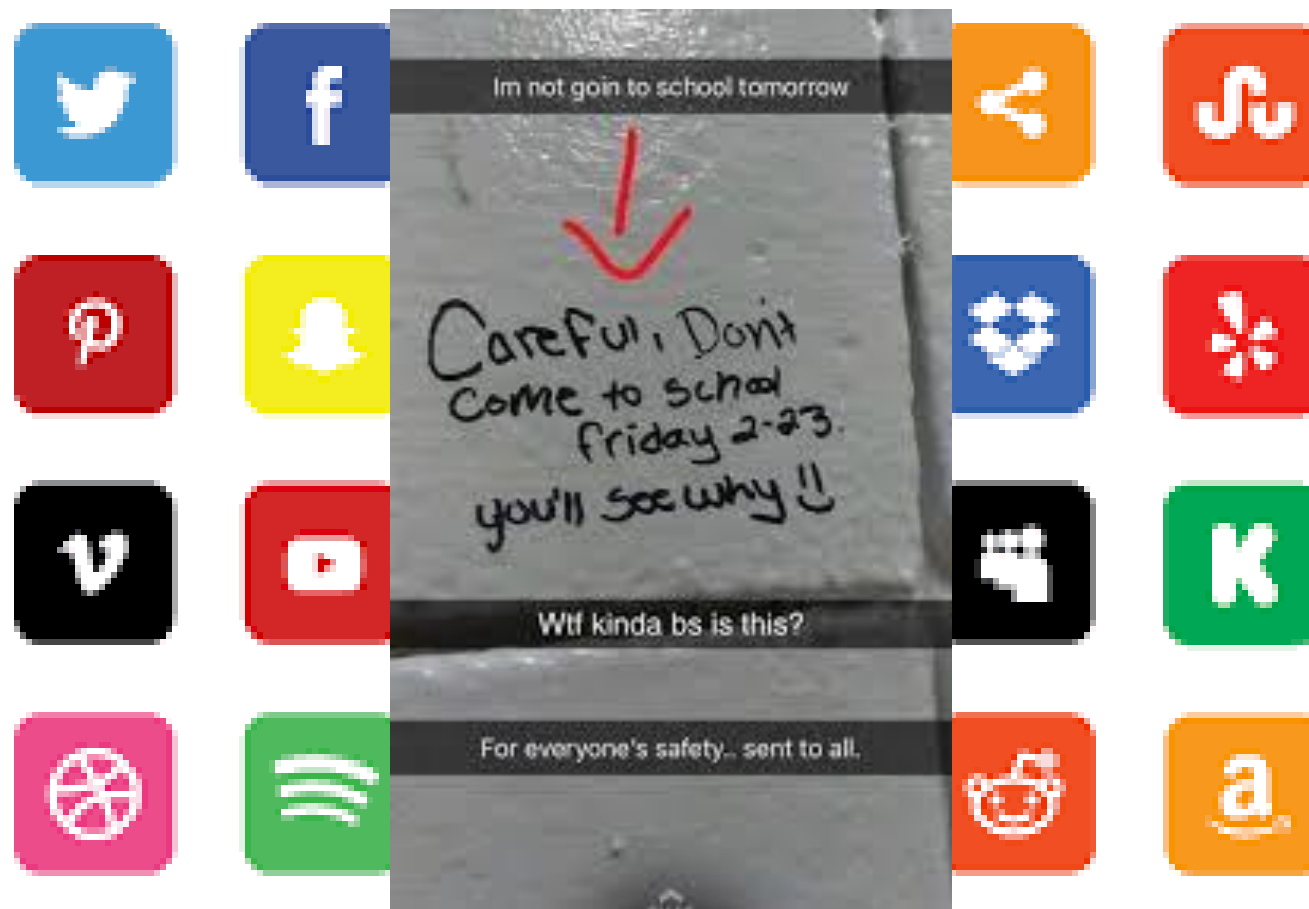 Im not goin to school tomorrow
Careful, Don't
come to school
friday 2-23.
you'll see why !!
Wtf kinda bs is this?
For everyone's safety.. sent to all.